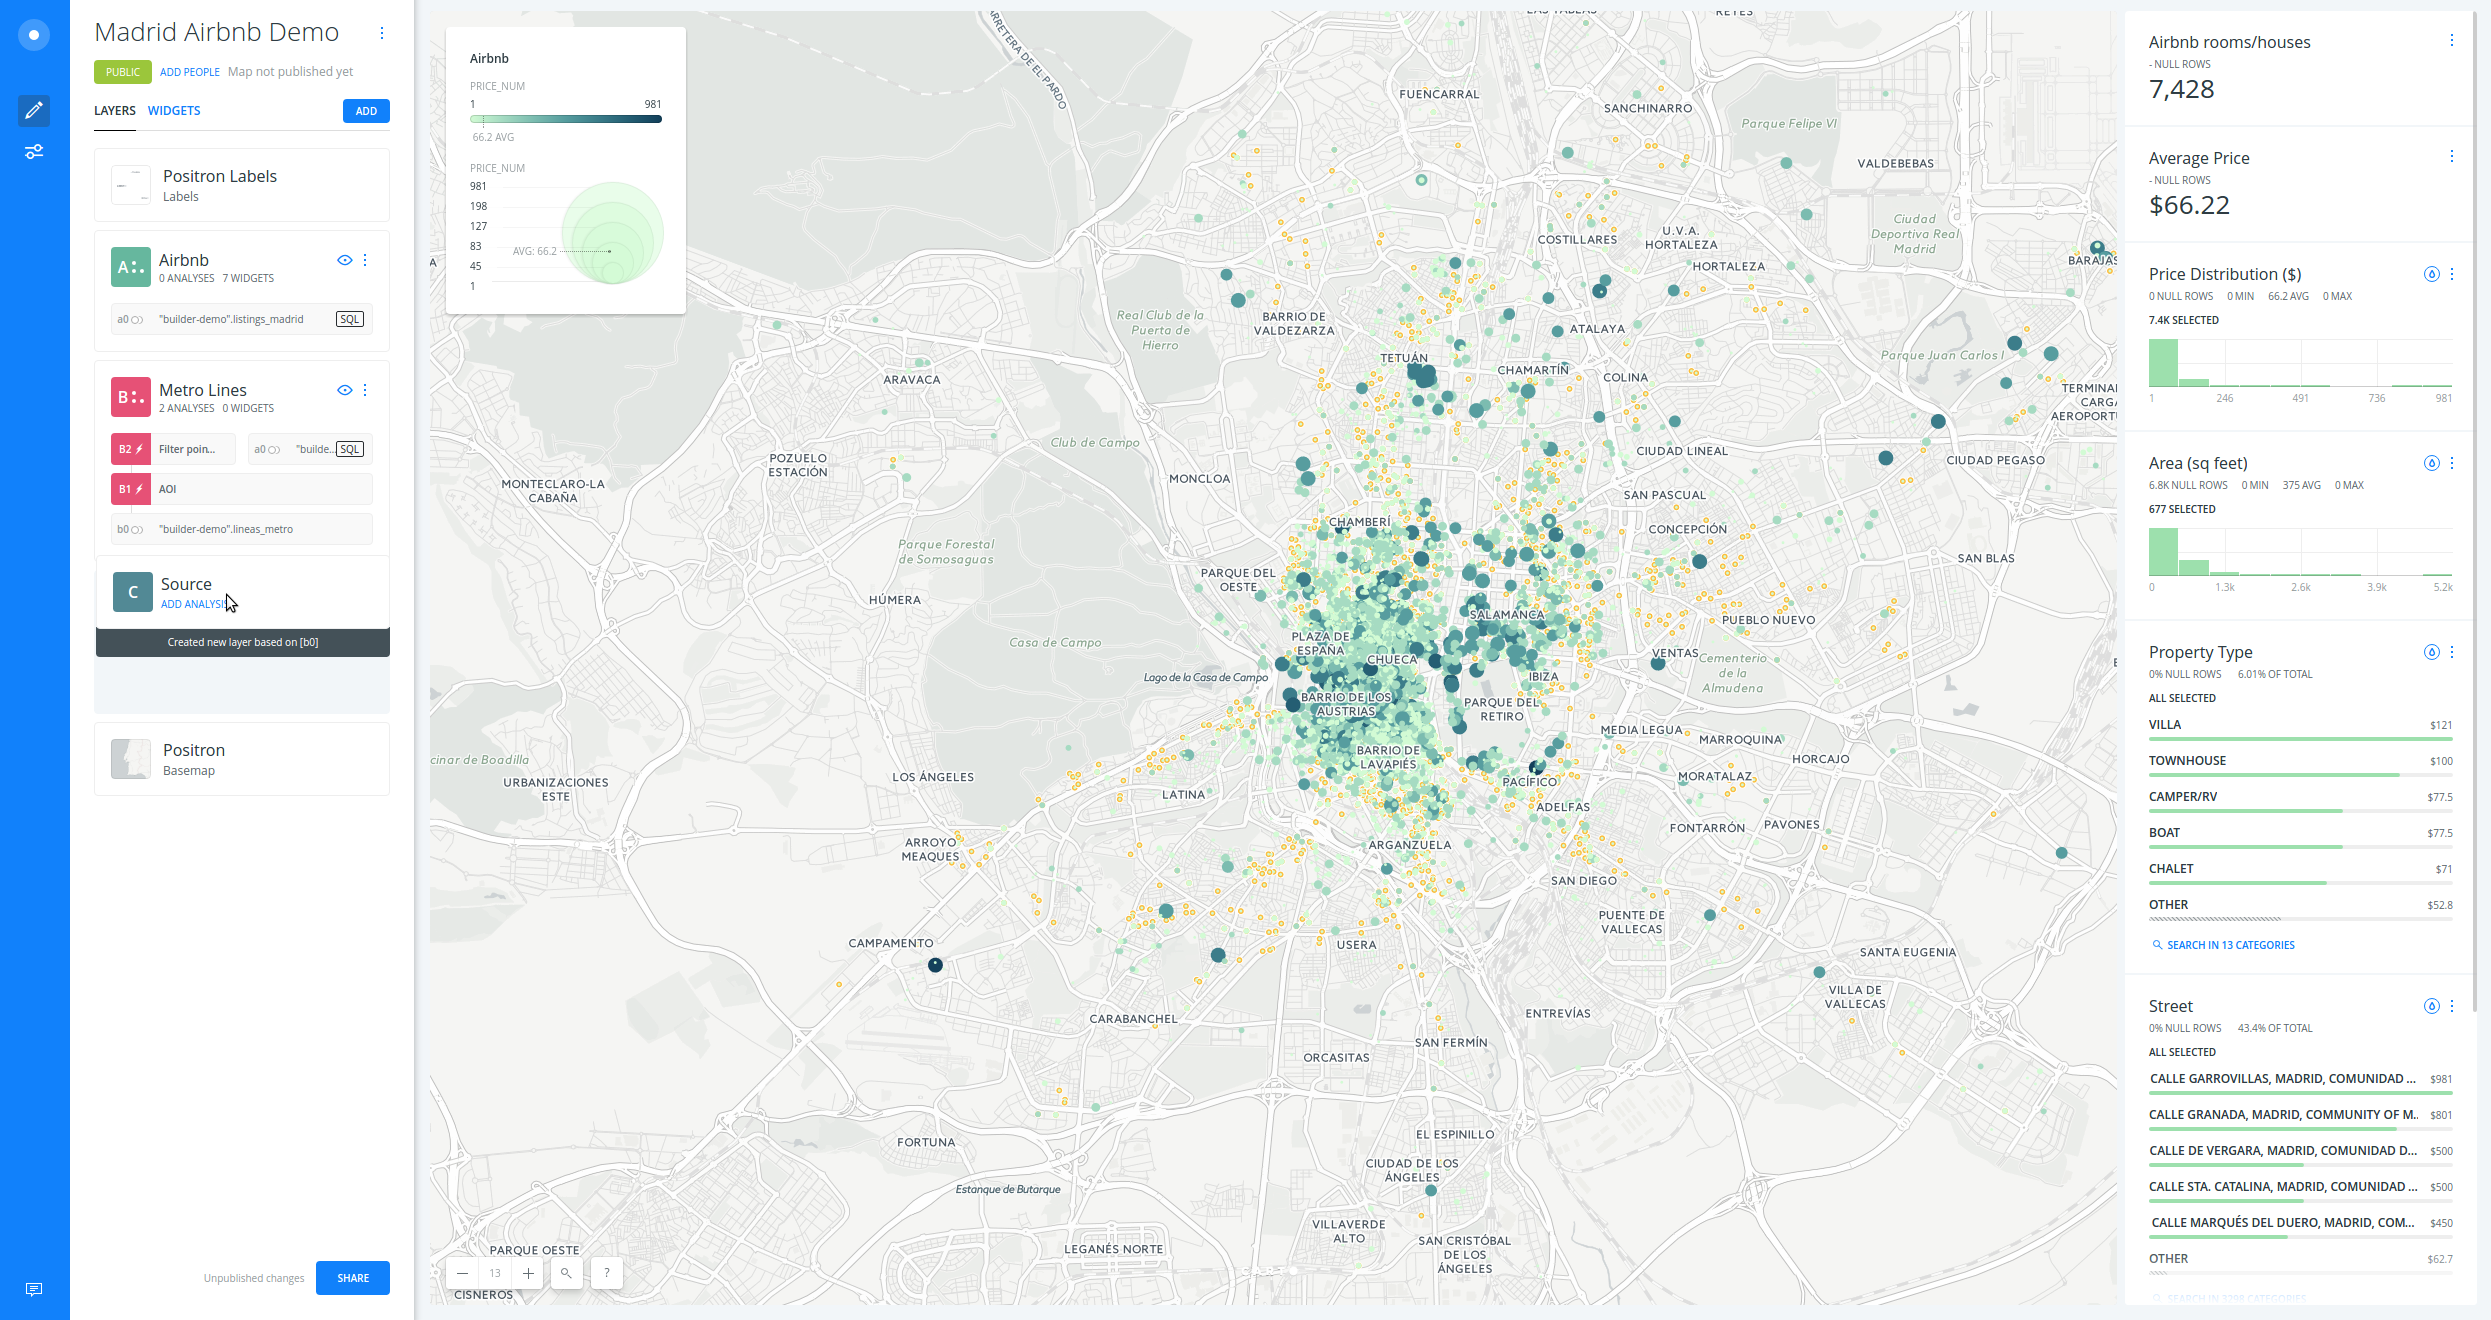 Madrid Airbnb Demo
PUBLIC
ADD PEOPLE
Map not published yet
LAYERS
WIDGETS
ADD
Positron Labels
Labels
A
Airbnb
0 ANALYSES 7 WIDGETS
a0
"builder-demo".listings_madrid
SQL
B
Metro Lines
2 ANALYSES 0 WIDGETS
B2
Filter poin...
a0
"builde...
SQL
B1
AOI
b0
"builder-demo".lineas_metro
C
Source
ADD ANALYSIS
Created new layer based on [b0]
Positron
Basemap
Unpublished changes
SHARE
Airbnb
PRICE_NUM
1
981
66.2 AVG
PRICE_NUM
981
198
127
83
45
1
AVG: 66.2
CARRETERA DE EL PARDO
LAS TABLAS
REYES
FUENCARRAL
SANCHINARRO
Parque Felipe VI
VALDEBEBAS
COSTILLARES
U.V.A.
HORTALEZA
HORTALEZA
Ciudad
Deportiva Real
Madrid
BARAJAS
Real Club de la
Puerta de
Hierro
BARRIO DE
VALDEZARZA
ATALAYA
TETUÁN
CHAMARTÍN
COLINA
Parque Juan Carlos I
TERMINAL
CARGA
AEROPORTU
ARAVACA
Club de Campo
POZUELO
ESTACIÓN
MONCLOA
CIUDAD LINEAL
CIUDAD PEGASO
MONTECLARO-LA
CABAÑA
SAN PASCUAL
CHAMBERÍ
CONCEPCIÓN
Parque Forestal
de Somosaguas
SAN BLAS
PARQUE DEL
OESTE
HÚMERA
SALAMANCA
PUEBLO NUEVO
Casa de Campo
PLAZA DE
ESPAÑA
CHUECA
VENTAS
Cementerio
de la
Almudena
Lago de la Casa de Campo
IBIZA
BARRIO DE LOS
AUSTRIAS
PARQUE DEL
RETIRO
MEDIA LEGUA
MARROQUINA
BARRIO DE
LAVAPIÉS
HORCAJO
cinar de Boadilla
URBANIZACIONES
ESTE
LOS ÁNGELES
LATINA
PACÍFICO
MORATALAZ
ADELFAS
FONTARRÓN
PAVONES
ARROYO
MEAQUES
ARGANZUELA
SAN DIEGO
PUENTE DE
VALLECAS
CAMPAMENTO
USERA
SANTA EUGENIA
VILLA DE
VALLECAS
CARABANCHEL
ENTREVÍAS
ORCASITAS
SAN FERMÍN
FORTUNA
EL ESPINILLO
CIUDAD DE LOS
ÁNGELES
Estanque de Butarque
VILLAVERDE
ALTO
PARQUE OESTE
LEGANÉS NORTE
SAN CRISTÓBAL
DE LOS
ÁNGELES
13
?
CISNEROS
Airbnb rooms/houses
- NULL ROWS
7,428
Average Price
- NULL ROWS
$66.22
Price Distribution ($)
0 NULL ROWS 0 MIN 66.2 AVG 0 MAX
7.4K SELECTED
1 246 491 736 981
Area (sq feet)
6.8K NULL ROWS 0 MIN 375 AVG 0 MAX
677 SELECTED
0 1.3k 2.6k 3.9k 5.2k
Property Type
0% NULL ROWS 6.01% OF TOTAL
ALL SELECTED
VILLA $121
TOWNHOUSE $100
CAMPER/RV $77.5
BOAT $77.5
CHALET $71
OTHER $52.8
SEARCH IN 13 CATEGORIES
Street
0% NULL ROWS 43.4% OF TOTAL
ALL SELECTED
CALLE GARROVILLAS, MADRID, COMUNIDAD ... $981
CALLE GRANADA, MADRID, COMMUNITY OF M.. $801
CALLE DE VERGARA, MADRID, COMUNIDAD D... $500
CALLE STA. CATALINA, MADRID, COMUNIDAD ... $500
CALLE MARQUÉS DEL DUERO, MADRID, COM... $450
OTHER $62.7
SEARCH IN 3298 CATEGORIES